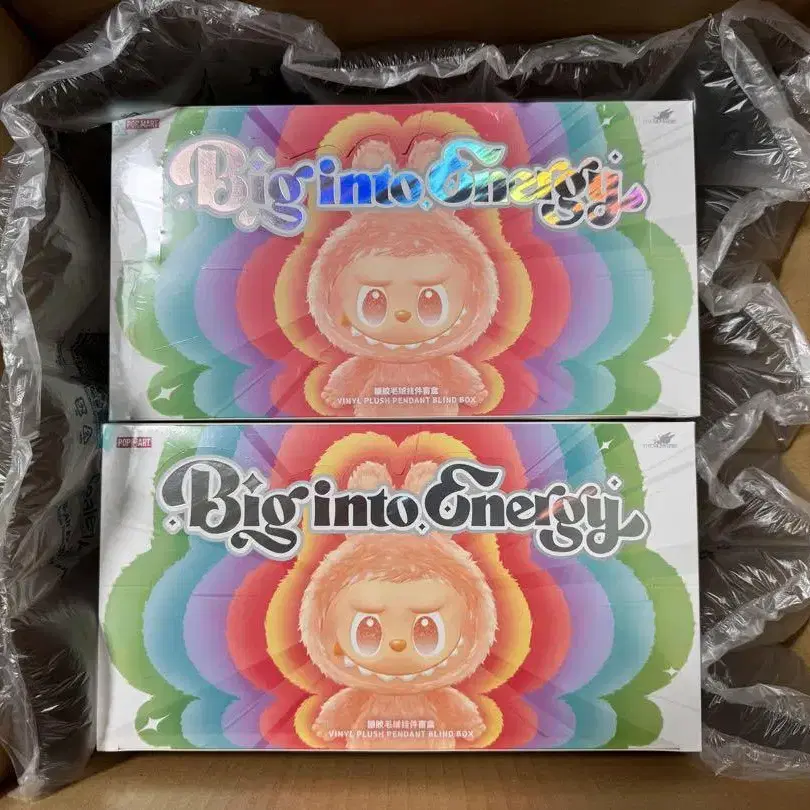 POP MART
Big into Energy
搪胶毛绒挂件盲盒
VINYL PLUSH PENDANT BLIND BOX
POP MART
Big into Energy
搪胶毛绒挂件盲盒
VINYL PLUSH PENDANT BLIND BOX